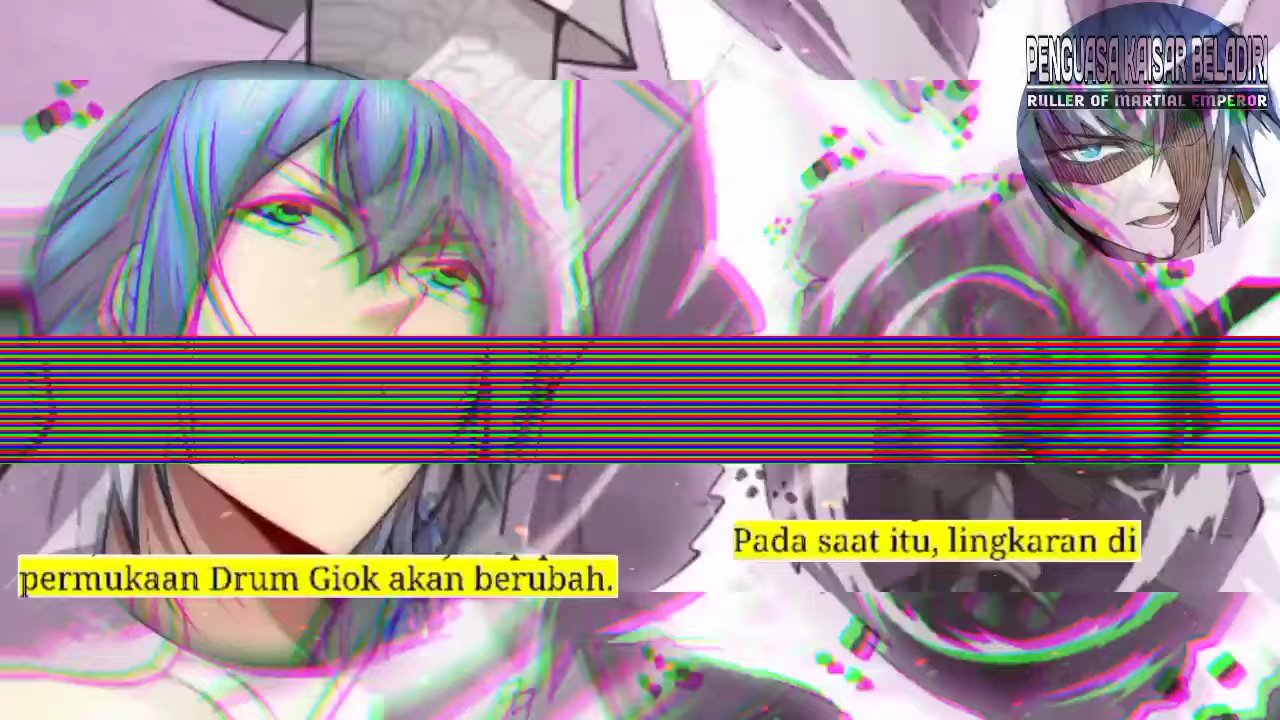 PENGUASA KAISAR BELADIRI
RULLER OF MARTIAL EMPEROR
permukaan Drum Giok akan berubah.
Pada saat itu, lingkaran di